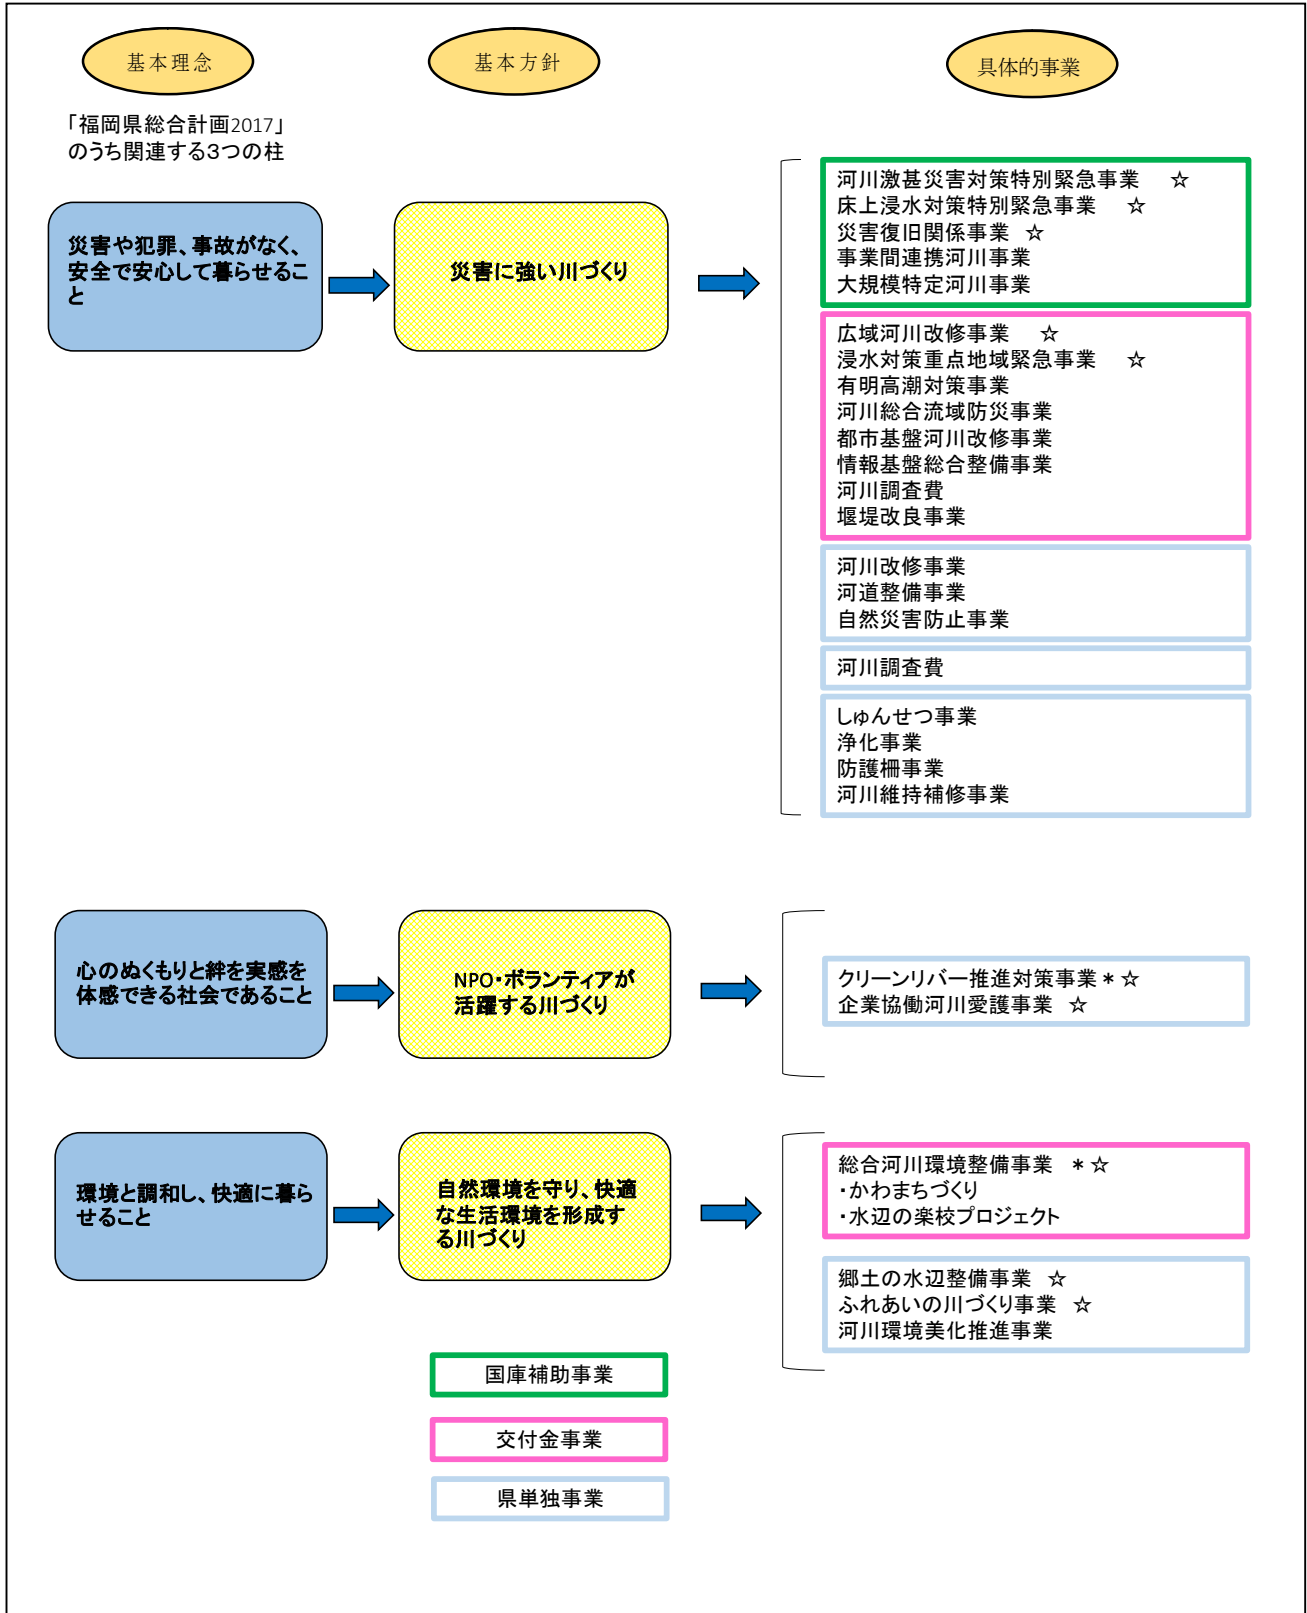 基本理念
基本方針
具体的事業
「福岡県総合計画2017」
のうち関連する3つの柱
災害や犯罪、事故がなく、
安全で安心して暮らせるこ
と
災害に強い川づくり
河川激甚災害対策特別緊急事業 ☆
床上浸水対策特別緊急事業 ☆
災害復旧関係事業 ☆
事業間連携河川事業
大規模特定河川事業
広域河川改修事業 ☆
浸水対策重点地域緊急事業 ☆
有明高潮対策事業
河川総合流域防災事業
都市基盤河川改修事業
情報基盤総合整備事業
河川調査費
堰堤改良事業
河川改修事業
河道整備事業
自然災害防止事業
河川調査費
しゅんせつ事業
浄化事業
防護柵事業
河川維持補修事業
心のぬくもりと絆を実感を
体感できる社会であること
NPO・ボランティアが
活躍する川づくり
クリーンリバー推進対策事業＊☆
企業協働河川愛護事業 ☆
環境と調和し、快適に暮ら
せること
自然環境を守り、快適
な生活環境を形成す
る川づくり
総合河川環境整備事業 ＊☆
・かわまちづくり
・水辺の楽校プロジェクト
郷土の水辺整備事業 ☆
ふれあいの川づくり事業 ☆
河川環境美化推進事業
国庫補助事業
交付金事業
県単独事業